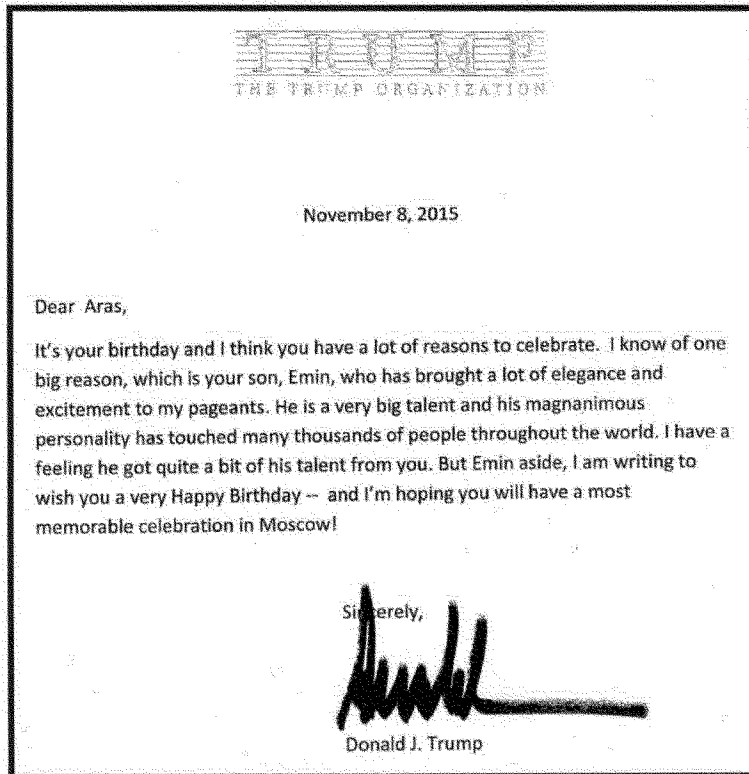 TRUMP
THE TRUMP ORGANIZATION
November 8, 2015
Dear Aras,
It's your birthday and I think you have a lot of reasons to celebrate. I know of one
big reason, which is your son, Emin, who has brought a lot of elegance and
excitement to my pageants. He is a very big talent and his magnanimous
personality has touched many thousands of people throughout the world. I have a
feeling he got quite a bit of his talent from you. But Emin aside, I am writing to
wish you a very Happy Birthday -- and I'm hoping you will have a most
memorable celebration in Moscow!
Sincerely,
Donald J. Trump